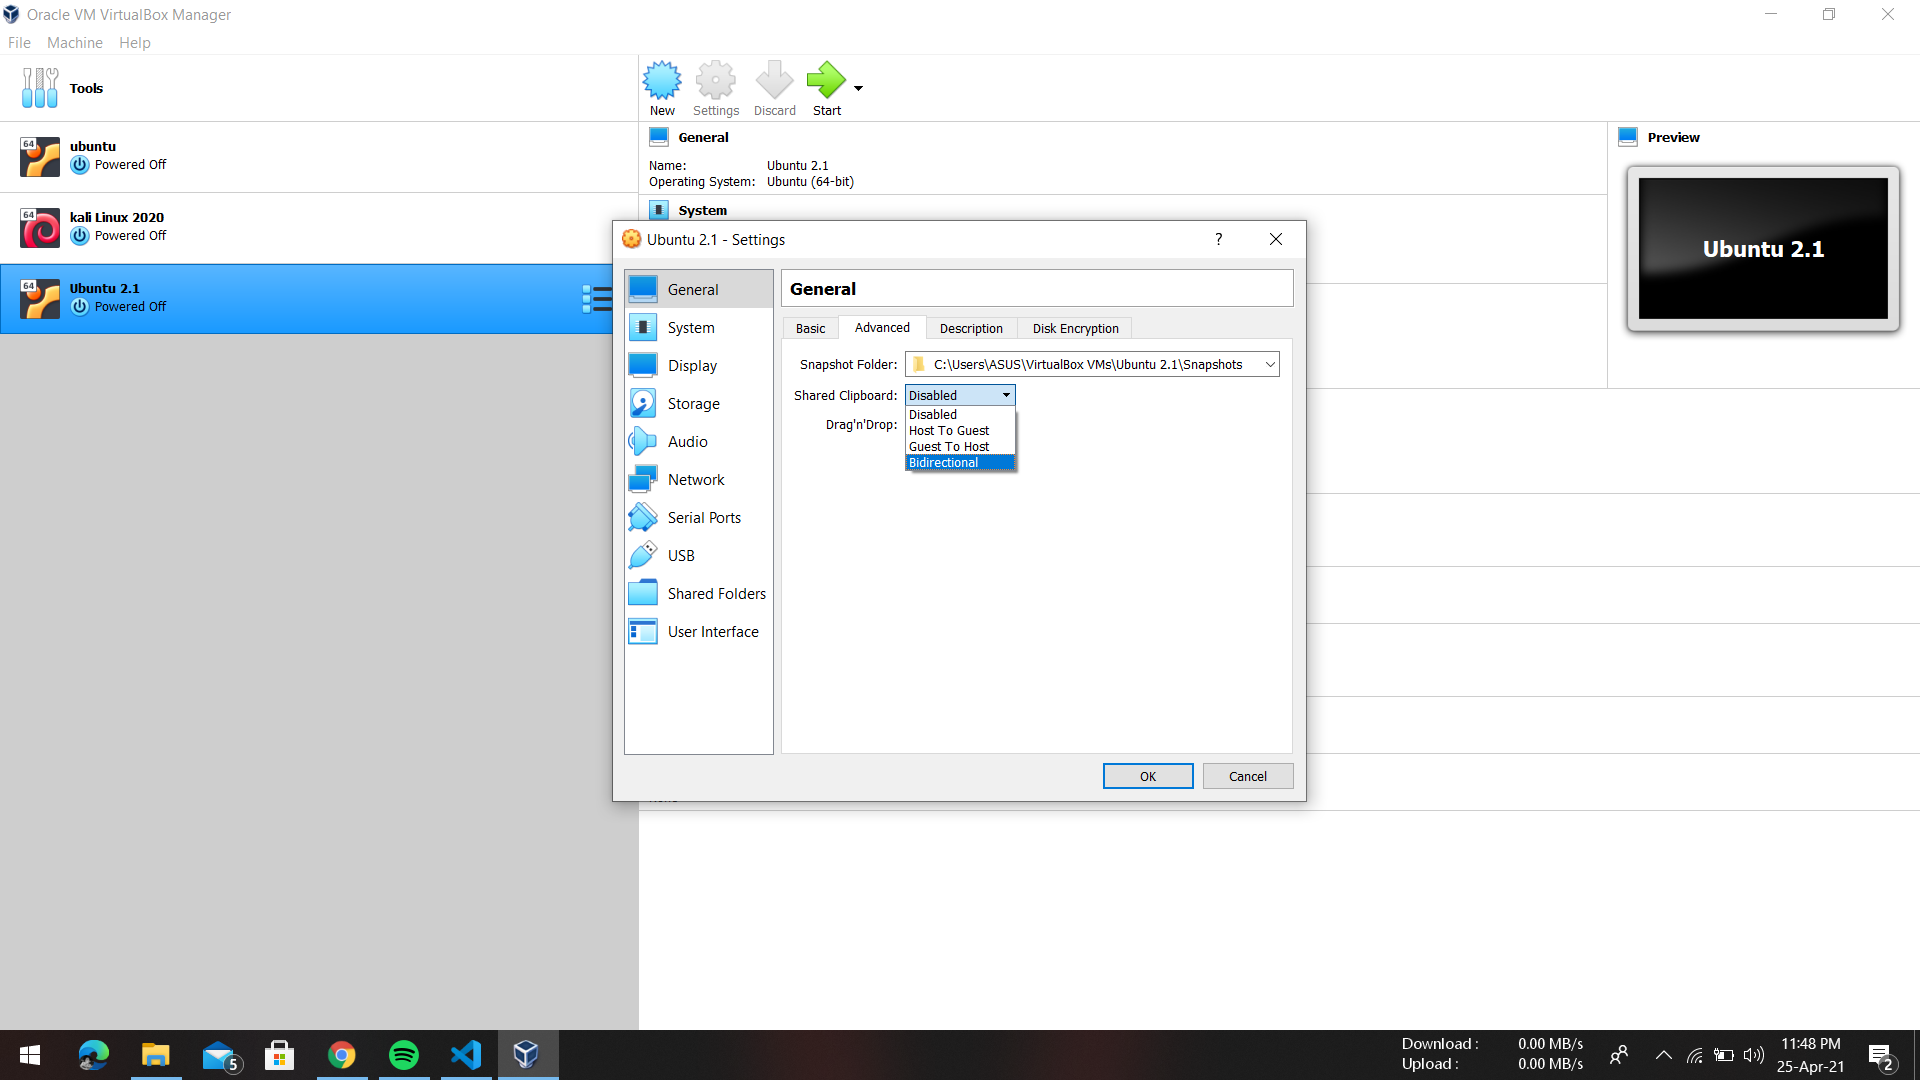 Oracle VM VirtualBox Manager
File Machine Help
Tools
New Settings Discard Start
64 ubuntu
Powered Off
64 kali Linux 2020
Powered Off
64 Ubuntu 2.1
Powered Off
General
Name: Ubuntu 2.1
Operating System: Ubuntu (64-bit)
System
Preview
Ubuntu 2.1
Ubuntu 2.1 - Settings ?
General
System
Display
Storage
Audio
Network
Serial Ports
USB
Shared Folders
User Interface
General
Basic Advanced Description Disk Encryption
Snapshot Folder: C:\Users\ASUS\VirtualBox VMs\Ubuntu 2.1\Snapshots
Shared Clipboard: Disabled
Drag'n'Drop:
Disabled
Host To Guest
Guest To Host
Bidirectional
OK Cancel
5
Download : 0.00 MB/s
Upload : 0.00 MB/s
11:48 PM
25-Apr-21
2